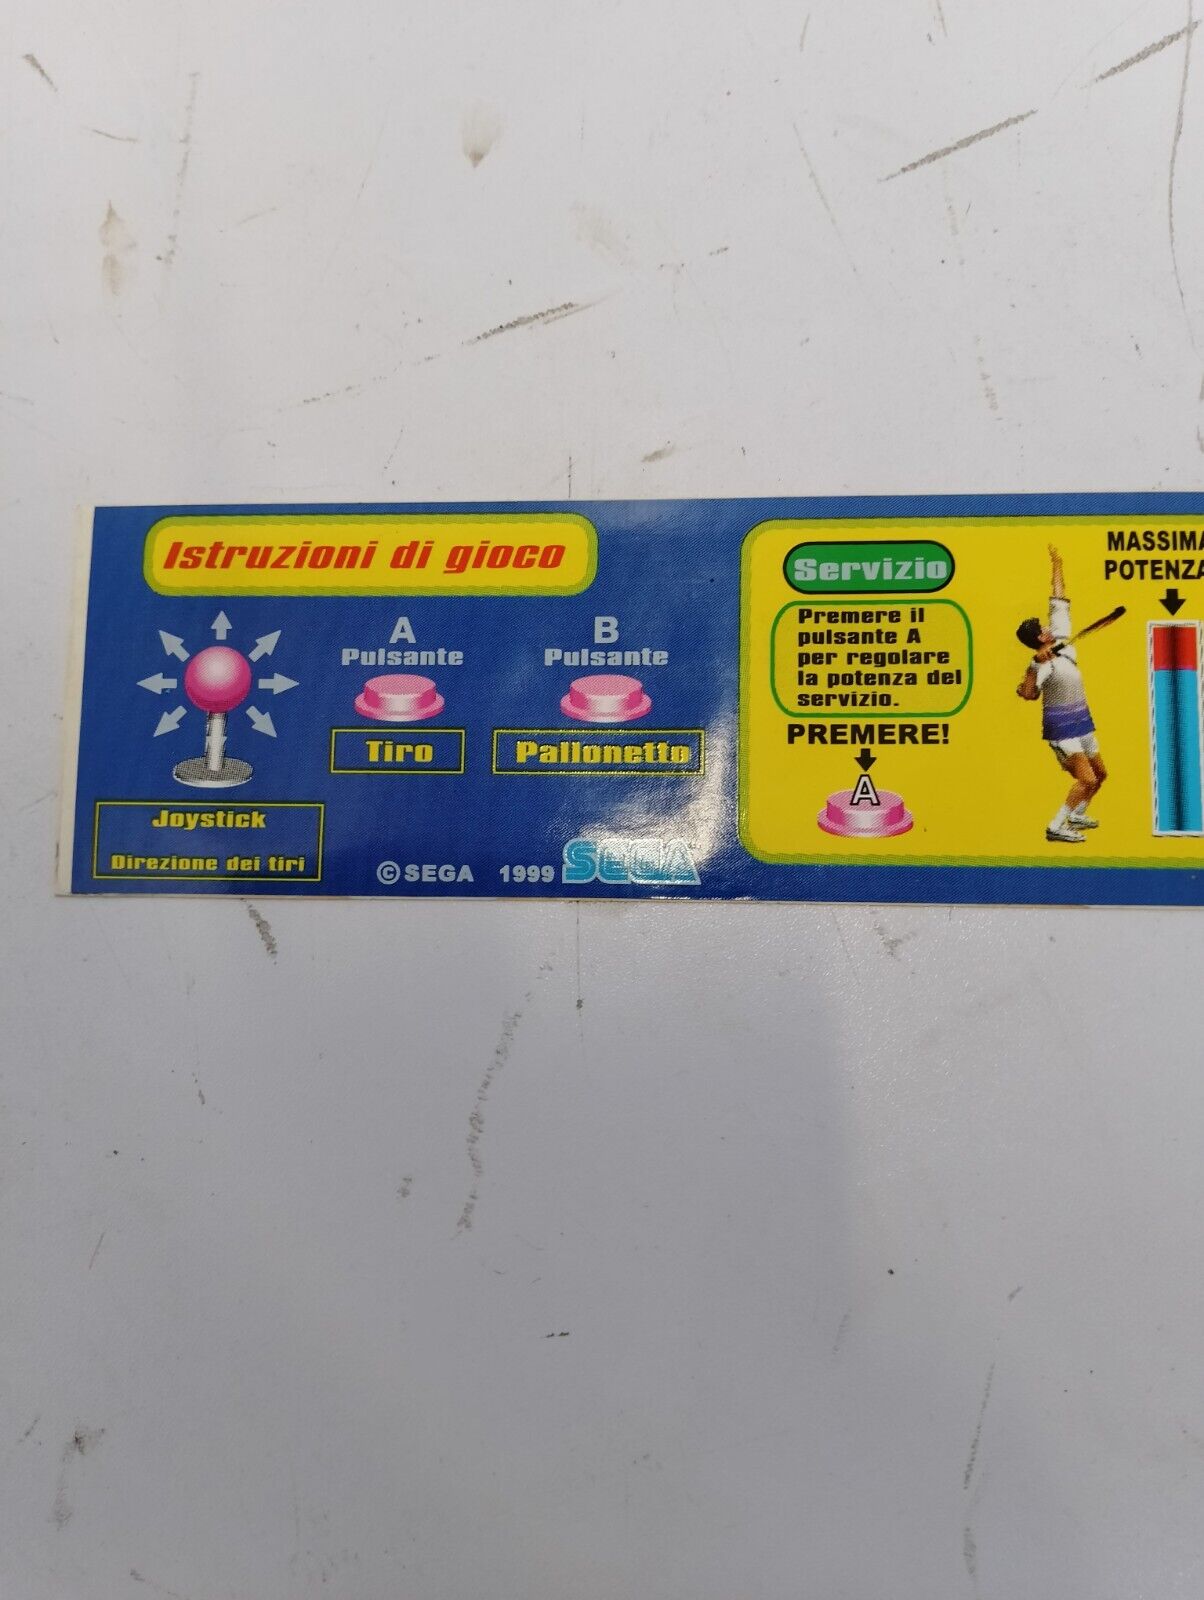 Istruzioni di gioco
A
Pulsante
Tiro
B
Pulsante
Pallonetto
Joystick
Direzione dei tiri
© SEGA 1999 SEGA
Servizio
Premere il
pulsante A
per regolare
la potenza del
servizio.
PREMERE!
A
MASSIMA
POTENZA